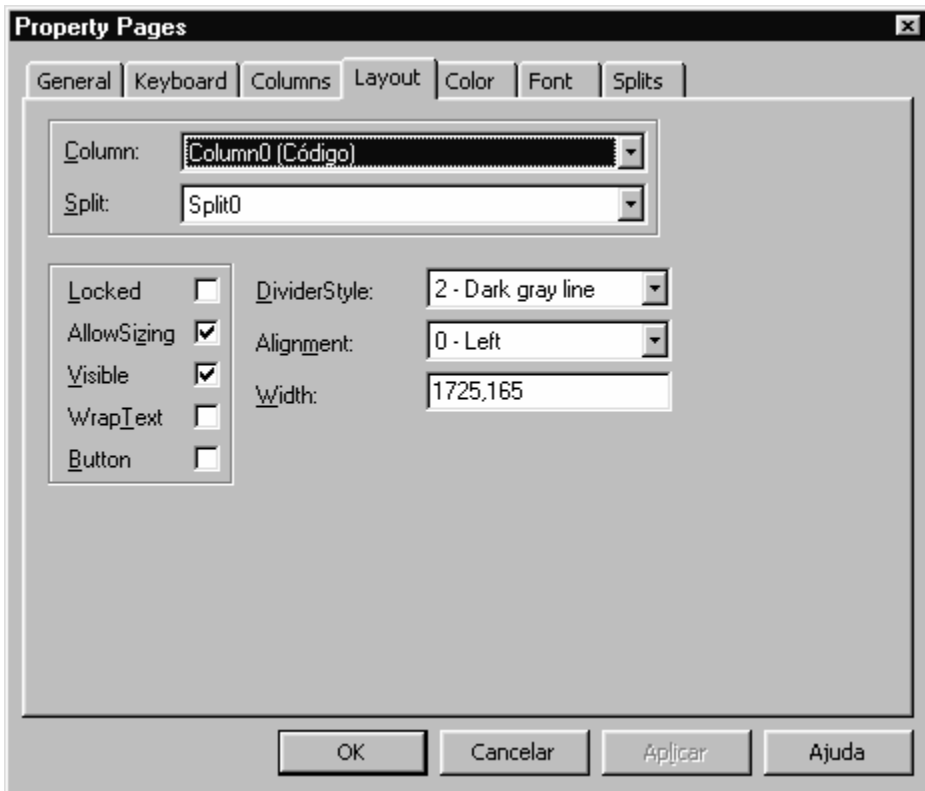 Property Pages
General Keyboard Columns Layout Color Font Splits
Column: Column0 (Código)
Split: Split0
Locked DividerStyle: 2 - Dark gray line
AllowSizing Alignment: 0 - Left
Visible Width: 1725,165
WrapText
Button
OK Cancelar Aplicar Ajuda